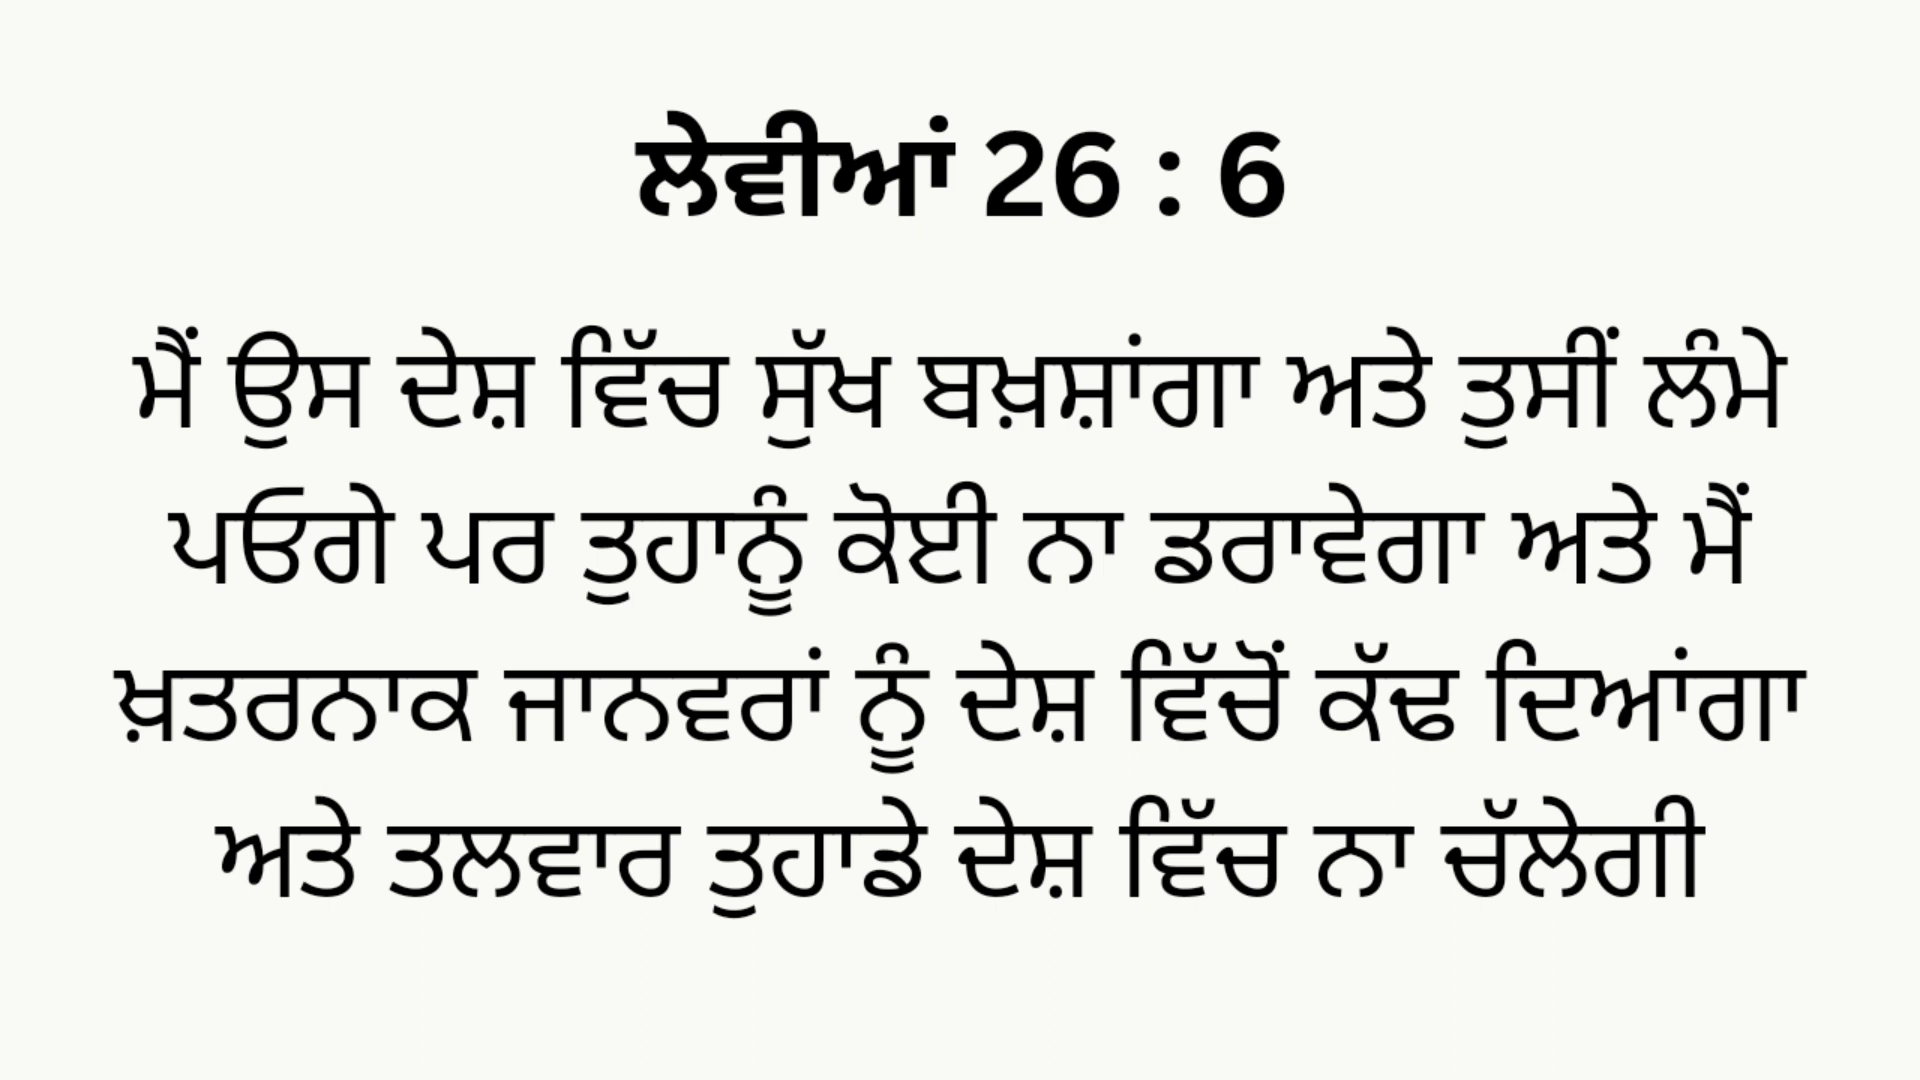 ਲੇਵੀਆਂ 26 : 6
ਮੈਂ ਉਸ ਦੇਸ਼ ਵਿੱਚ ਸੁੱਖ ਬਖ਼ਸ਼ਾਂਗਾ ਅਤੇ ਤੁਸੀਂ ਲੰਮੇ
ਪਓਗੇ ਪਰ ਤੁਹਾਨੂੰ ਕੋਈ ਨਾ ਡਰਾਵੇਗਾ ਅਤੇ ਮੈਂ
ਖ਼ਤਰਨਾਕ ਜਾਨਵਰਾਂ ਨੂੰ ਦੇਸ਼ ਵਿੱਚੋਂ ਕੱਢ ਦਿਆਂਗਾ
ਅਤੇ ਤਲਵਾਰ ਤੁਹਾਡੇ ਦੇਸ਼ ਵਿੱਚ ਨਾ ਚੱਲੇਗੀ